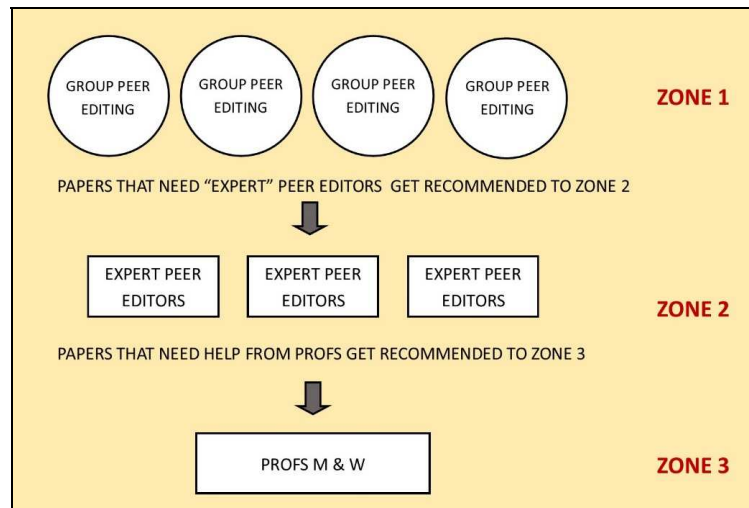 GROUP PEER
EDITING
GROUP PEER
EDITING
GROUP PEER
EDITING
GROUP PEER
EDITING
ZONE 1
PAPERS THAT NEED “EXPERT” PEER EDITORS GET RECOMMENDED TO ZONE 2
EXPERT PEER
EDITORS
EXPERT PEER
EDITORS
EXPERT PEER
EDITORS
ZONE 2
PAPERS THAT NEED HELP FROM PROFS GET RECOMMENDED TO ZONE 3
PROFS M & W
ZONE 3